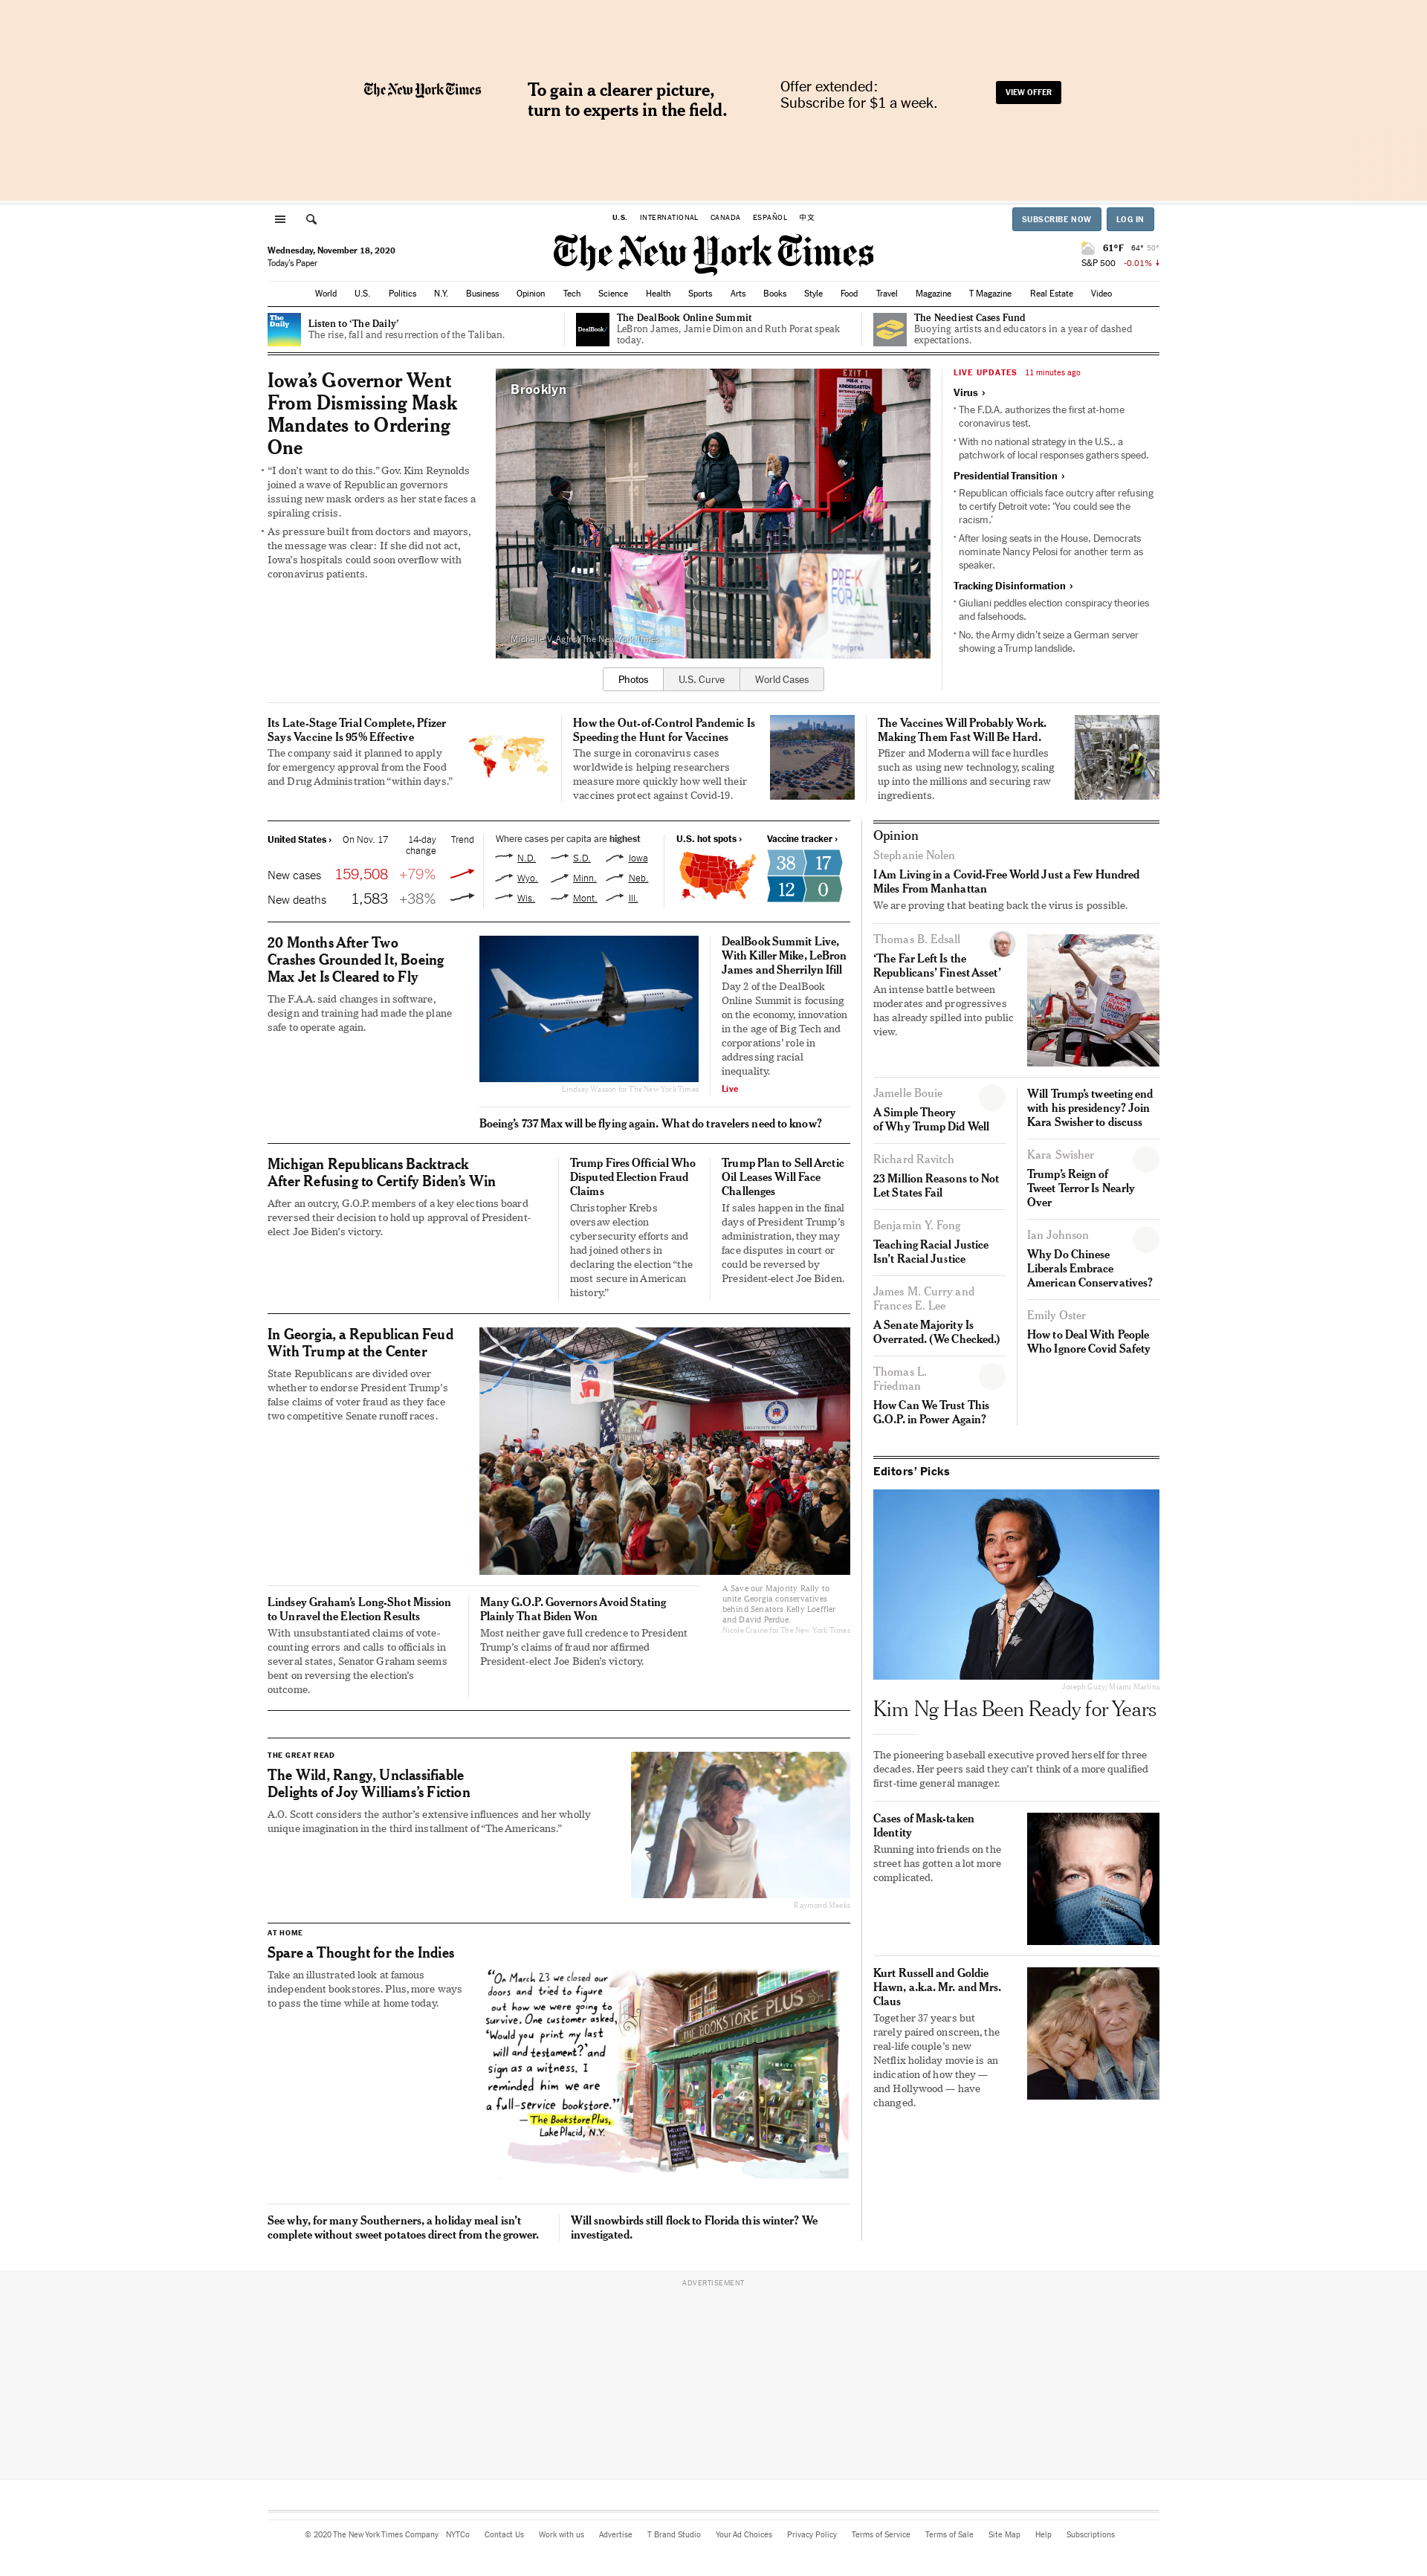 The New York Times
To gain a clearer picture,
turn to experts in the field.
Offer extended:
Subscribe for $1 a week.
VIEW OFFER
U.S. INTERNATIONAL CANADA ESPAÑOL 中文
SUBSCRIBE NOW LOG IN
Wednesday, November 18, 2020
Today's Paper
The New York Times
61°F 64° 50°
S&P 500 -0.01%
World U.S. Politics N.Y. Business Opinion Tech Science Health Sports Arts Books Style Food Travel Magazine T Magazine Real Estate Video
The
Daily
Listen to ‘The Daily’
The rise, fall and resurrection of the Taliban.
DealBook/
The DealBook Online Summit
LeBron James, Jamie Dimon and Ruth Porat speak
today.
The Neediest Cases Fund
Buoying artists and educators in a year of dashed
expectations.
Iowa’s Governor Went
From Dismissing Mask
Mandates to Ordering
One
• “I don’t want to do this.” Gov. Kim Reynolds
joined a wave of Republican governors
issuing new mask orders as her state faces a
spiraling crisis.
• As pressure built from doctors and mayors,
the message was clear: If she did not act,
Iowa’s hospitals could soon overflow with
coronavirus patients.
Brooklyn
EXIT 1
PRE-K
FOR ALL
Michelle V. Agins/The New York Times
Photos U.S. Curve World Cases
LIVE UPDATES 11 minutes ago
Virus ›
• The F.D.A. authorizes the first at-home
coronavirus test.
• With no national strategy in the U.S., a
patchwork of local responses gathers speed.
Presidential Transition ›
• Republican officials face outcry after refusing
to certify Detroit vote: ‘You could see the
racism.’
• After losing seats in the House, Democrats
nominate Nancy Pelosi for another term as
speaker.
Tracking Disinformation ›
• Giuliani peddles election conspiracy theories
and falsehoods.
• No, the Army didn’t seize a German server
showing a Trump landslide.
Its Late-Stage Trial Complete, Pfizer
Says Vaccine Is 95% Effective
The company said it planned to apply
for emergency approval from the Food
and Drug Administration “within days.”
How the Out-of-Control Pandemic Is
Speeding the Hunt for Vaccines
The surge in coronavirus cases
worldwide is helping researchers
measure more quickly how well their
vaccines protect against Covid-19.
The Vaccines Will Probably Work.
Making Them Fast Will Be Hard.
Pfizer and Moderna will face hurdles
such as using new technology, scaling
up into the millions and securing raw
ingredients.
United States › On Nov. 17 14-day
change Trend
New cases 159,508 +79%
New deaths 1,583 +38%
Where cases per capita are highest
N.D. S.D. Iowa
Wyo. Minn. Neb.
Wis. Mont. Ill.
U.S. hot spots ›
Vaccine tracker ›
38 17
12 0
20 Months After Two
Crashes Grounded It, Boeing
Max Jet Is Cleared to Fly
The F.A.A. said changes in software,
design and training had made the plane
safe to operate again.
Lindsey Wasson for The New York Times
DealBook Summit Live,
With Killer Mike, LeBron
James and Sherrilyn Ifill
Day 2 of the DealBook
Online Summit is focusing
on the economy, innovation
in the age of Big Tech and
corporations’ role in
addressing racial
inequality.
Live
Boeing’s 737 Max will be flying again. What do travelers need to know?
Michigan Republicans Backtrack
After Refusing to Certify Biden’s Win
After an outcry, G.O.P. members of a key elections board
reversed their decision to hold up approval of President-
elect Joe Biden’s victory.
Trump Fires Official Who
Disputed Election Fraud
Claims
Christopher Krebs
oversaw election
cybersecurity efforts and
had joined others in
declaring the election “the
most secure in American
history.”
Trump Plan to Sell Arctic
Oil Leases Will Face
Challenges
If sales happen in the final
days of President Trump’s
administration, they may
face disputes in court or
could be reversed by
President-elect Joe Biden.
In Georgia, a Republican Feud
With Trump at the Center
State Republicans are divided over
whether to endorse President Trump’s
false claims of voter fraud as they face
two competitive Senate runoff races.
A Save our Majority Rally to
unite Georgia conservatives
behind Senators Kelly Loeffler
and David Perdue.
Nicole Craine for The New York Times
Lindsey Graham’s Long-Shot Mission
to Unravel the Election Results
With unsubstantiated claims of vote-
counting errors and calls to officials in
several states, Senator Graham seems
bent on reversing the election’s
outcome.
Many G.O.P. Governors Avoid Stating
Plainly That Biden Won
Most neither gave full credence to President
Trump’s claims of fraud nor affirmed
President-elect Joe Biden’s victory.
THE GREAT READ
The Wild, Rangy, Unclassifiable
Delights of Joy Williams’s Fiction
A.O. Scott considers the author’s extensive influences and her wholly
unique imagination in the third installment of “The Americans.”
Raymond Meeks
AT HOME
Spare a Thought for the Indies
Take an illustrated look at famous
independent bookstores. Plus, more ways
to pass the time while at home today.
“On March 23 we closed our
doors and tried to figure
out how we were going to
survive. One customer asked,
‘Would you print my last
will and testament?’ and
sign as a witness. I
reminded him we are
a full-service bookstore.”
— The Bookstore Plus,
Lake Placid, N.Y.
THE BOOKSTORE PLUS
See why, for many Southerners, a holiday meal isn’t
complete without sweet potatoes direct from the grower.
Will snowbirds still flock to Florida this winter? We
investigated.
Opinion
Stephanie Nolen
I Am Living in a Covid-Free World Just a Few Hundred
Miles From Manhattan
We are proving that beating back the virus is possible.
Thomas B. Edsall
‘The Far Left Is the
Republicans’ Finest Asset’
An intense battle between
moderates and progressives
has already spilled into public
view.
Jamelle Bouie
A Simple Theory
of Why Trump Did Well
Richard Ravitch
23 Million Reasons to Not
Let States Fail
Benjamin Y. Fong
Teaching Racial Justice
Isn’t Racial Justice
James M. Curry and
Frances E. Lee
A Senate Majority Is
Overrated. (We Checked.)
Thomas L.
Friedman
How Can We Trust This
G.O.P. in Power Again?
Will Trump’s tweeting end
with his presidency? Join
Kara Swisher to discuss
Kara Swisher
Trump’s Reign of
Tweet Terror Is Nearly
Over
Ian Johnson
Why Do Chinese
Liberals Embrace
American Conservatives?
Emily Oster
How to Deal With People
Who Ignore Covid Safety
Editors’ Picks
Joseph Guzy/Miami Marlins
Kim Ng Has Been Ready for Years
The pioneering baseball executive proved herself for three
decades. Her peers said they can’t think of a more qualified
first-time general manager.
Cases of Mask-taken
Identity
Running into friends on the
street has gotten a lot more
complicated.
Kurt Russell and Goldie
Hawn, a.k.a. Mr. and Mrs.
Claus
Together 37 years but
rarely paired onscreen, the
real-life couple’s new
Netflix holiday movie is an
indication of how they —
and Hollywood — have
changed.
ADVERTISEMENT
© 2020 The New York Times Company NYTCo Contact Us Work with us Advertise T Brand Studio Your Ad Choices Privacy Policy Terms of Service Terms of Sale Site Map Help Subscriptions